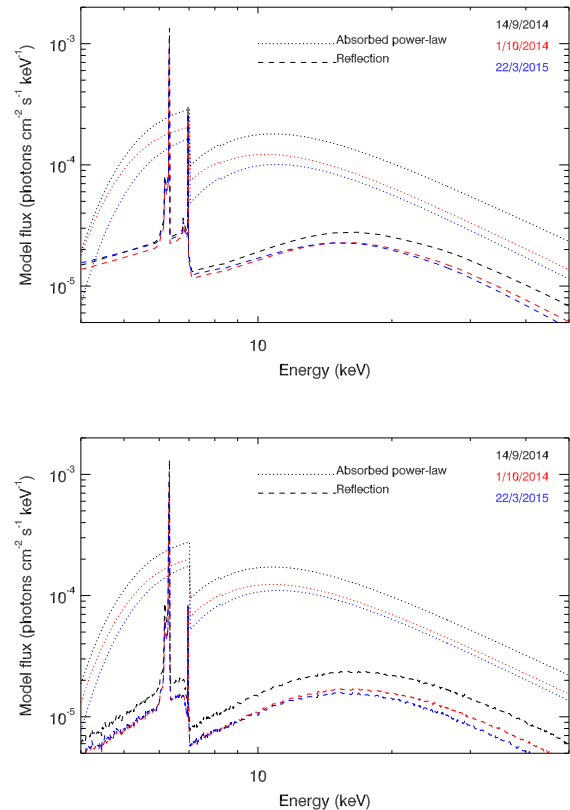 14/9/2014
10⁻³
Absorbed power-law
1/10/2014
Reflection
22/3/2015
10⁻⁴
10⁻⁵
Model flux (photons cm⁻² s⁻¹ keV⁻¹)
10
Energy (keV)
14/9/2014
10⁻³
Absorbed power-law
1/10/2014
Reflection
22/3/2015
10⁻⁴
10⁻⁵
Model flux (photons cm⁻² s⁻¹ keV⁻¹)
10
Energy (keV)